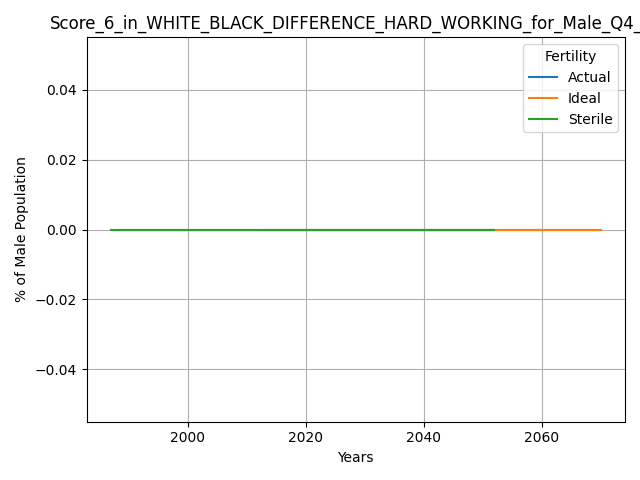 Score_6_in_WHITE_BLACK_DIFFERENCE_HARD_WORKING_for_Male_Q4_
Fertility
Actual
Ideal
Sterile
% of Male Population
0.04
0.02
0.00
−0.02
−0.04
2000
2020
2040
2060
Years